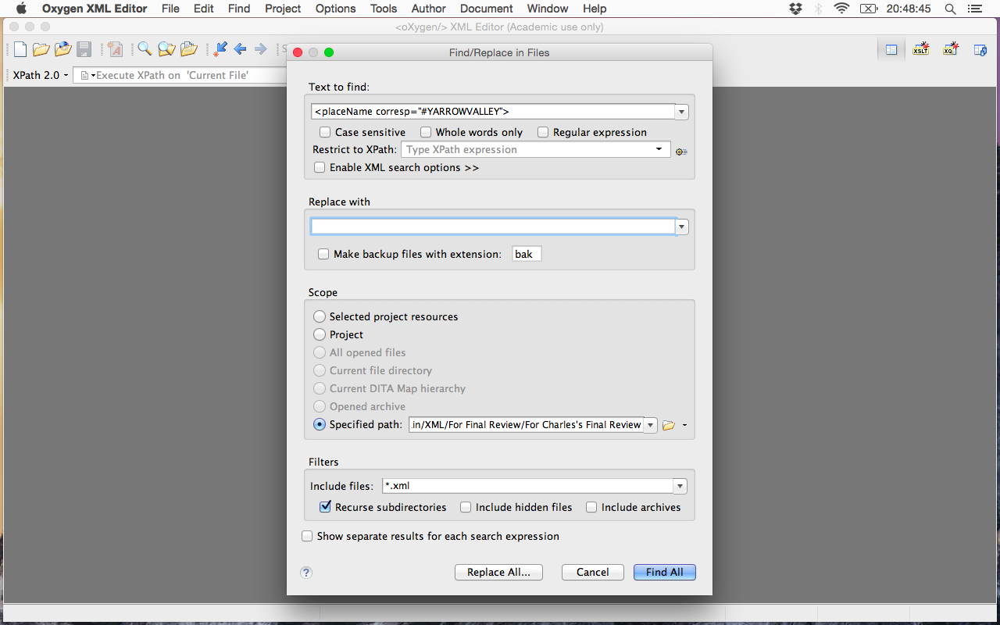 Oxygen XML Editor File Edit Find Project Options Tools Author Document Window Help 20:48:45
<oXygen/> XML Editor (Academic use only)
Find/Replace in Files
XPath 2.0 Execute XPath on 'Current File'
Text to find:
<placeName corresp="#YARROWVALLEY">
Case sensitive Whole words only Regular expression
Restrict to XPath: Type XPath expression
Enable XML search options >>
Replace with
Make backup files with extension: bak
Scope
Selected project resources
Project
All opened files
Current file directory
Current DITA Map hierarchy
Opened archive
Specified path: in/XML/For Final Review/For Charles's Final Review
Filters
Include files: *.xml
Recurse subdirectories Include hidden files Include archives
Show separate results for each search expression
? Replace All... Cancel Find All